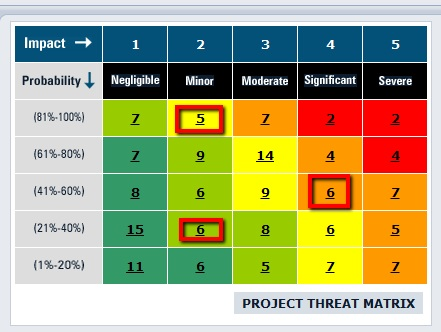 Impact → 1 2 3 4 5
Probability ↓ Negligible Minor Moderate Significant Severe
(81%-100%) 7 5 7 2 2
(61%-80%) 7 9 14 4 4
(41%-60%) 8 6 9 6 7
(21%-40%) 15 6 8 6 5
(1%-20%) 11 6 5 7 7
PROJECT THREAT MATRIX